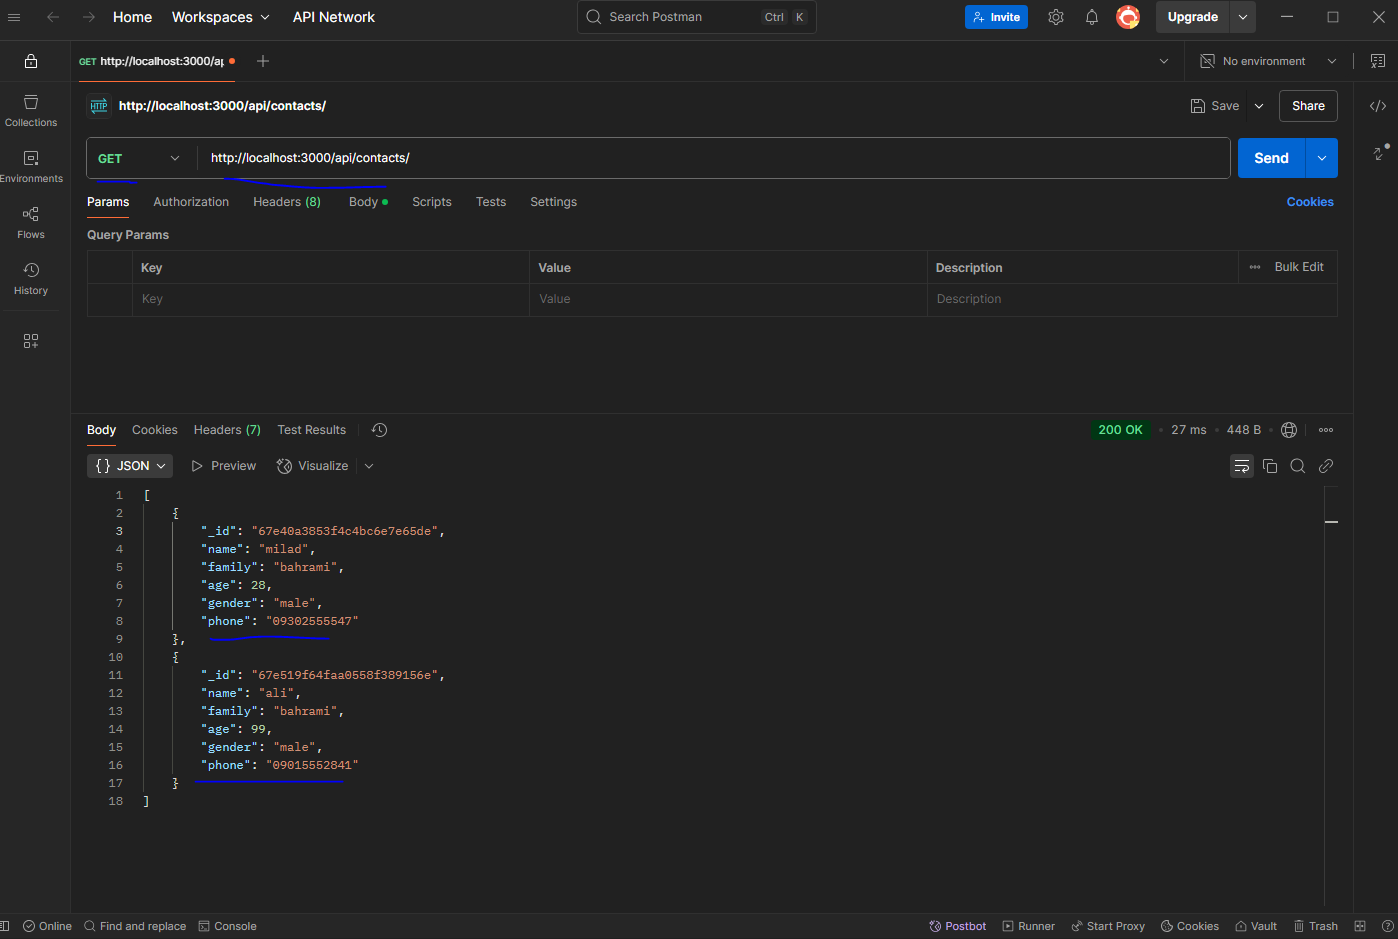 Home Workspaces API Network Search Postman Ctrl K Invite Upgrade
GET http://localhost:3000/ap No environment
HTTP http://localhost:3000/api/contacts/ Save Share
GET http://localhost:3000/api/contacts/ Send
Params Authorization Headers (8) Body Scripts Tests Settings Cookies
Query Params
Key Value Description Bulk Edit
Key Value Description
Collections
Environments
Flows
History
Body Cookies Headers (7) Test Results 200 OK 27 ms 448 B
{} JSON Preview Visualize
1 [
2 {
3 "_id": "67e40a3853f4c4bc6e7e65de",
4 "name": "milad",
5 "family": "bahrami",
6 "age": 28,
7 "gender": "male",
8 "phone": "09302555547"
9 },
10 {
11 "_id": "67e519f64faa0558f389156e",
12 "name": "ali",
13 "family": "bahrami",
14 "age": 99,
15 "gender": "male",
16 "phone": "09015552841"
17 }
18 ]
Online Find and replace Console Postbot Runner Start Proxy Cookies Vault Trash